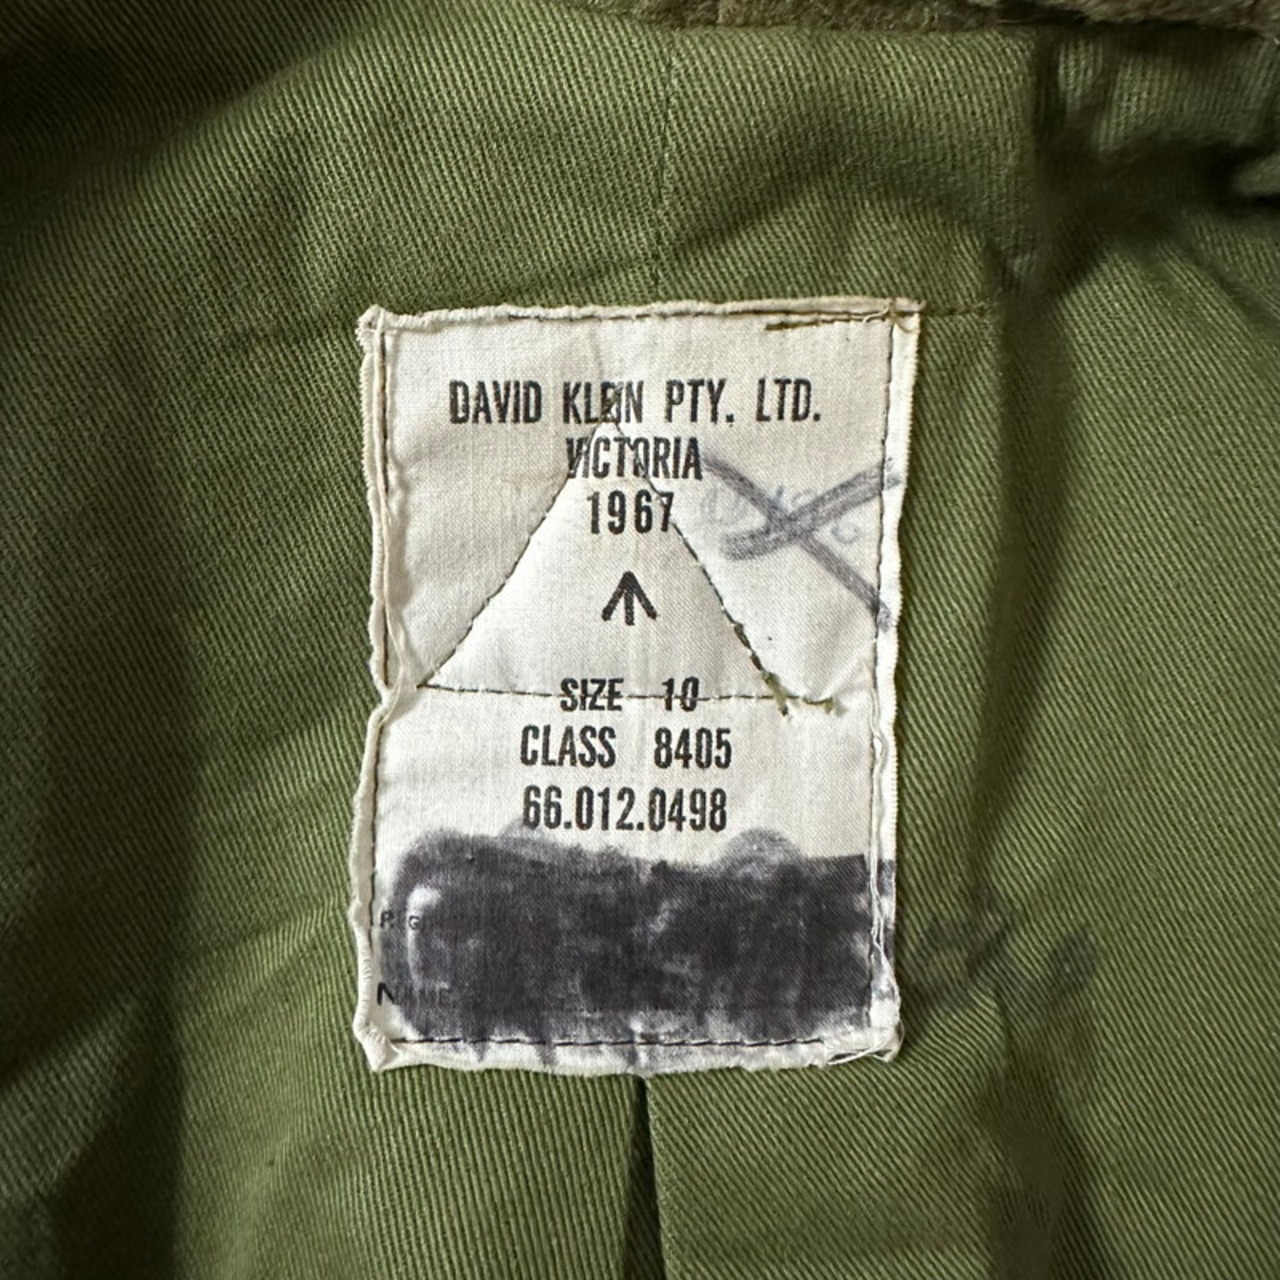 DAVID KLEIN PTY. LTD.
VICTORIA
1967
SIZE 10
CLASS 8405
66.012.0498
NAME